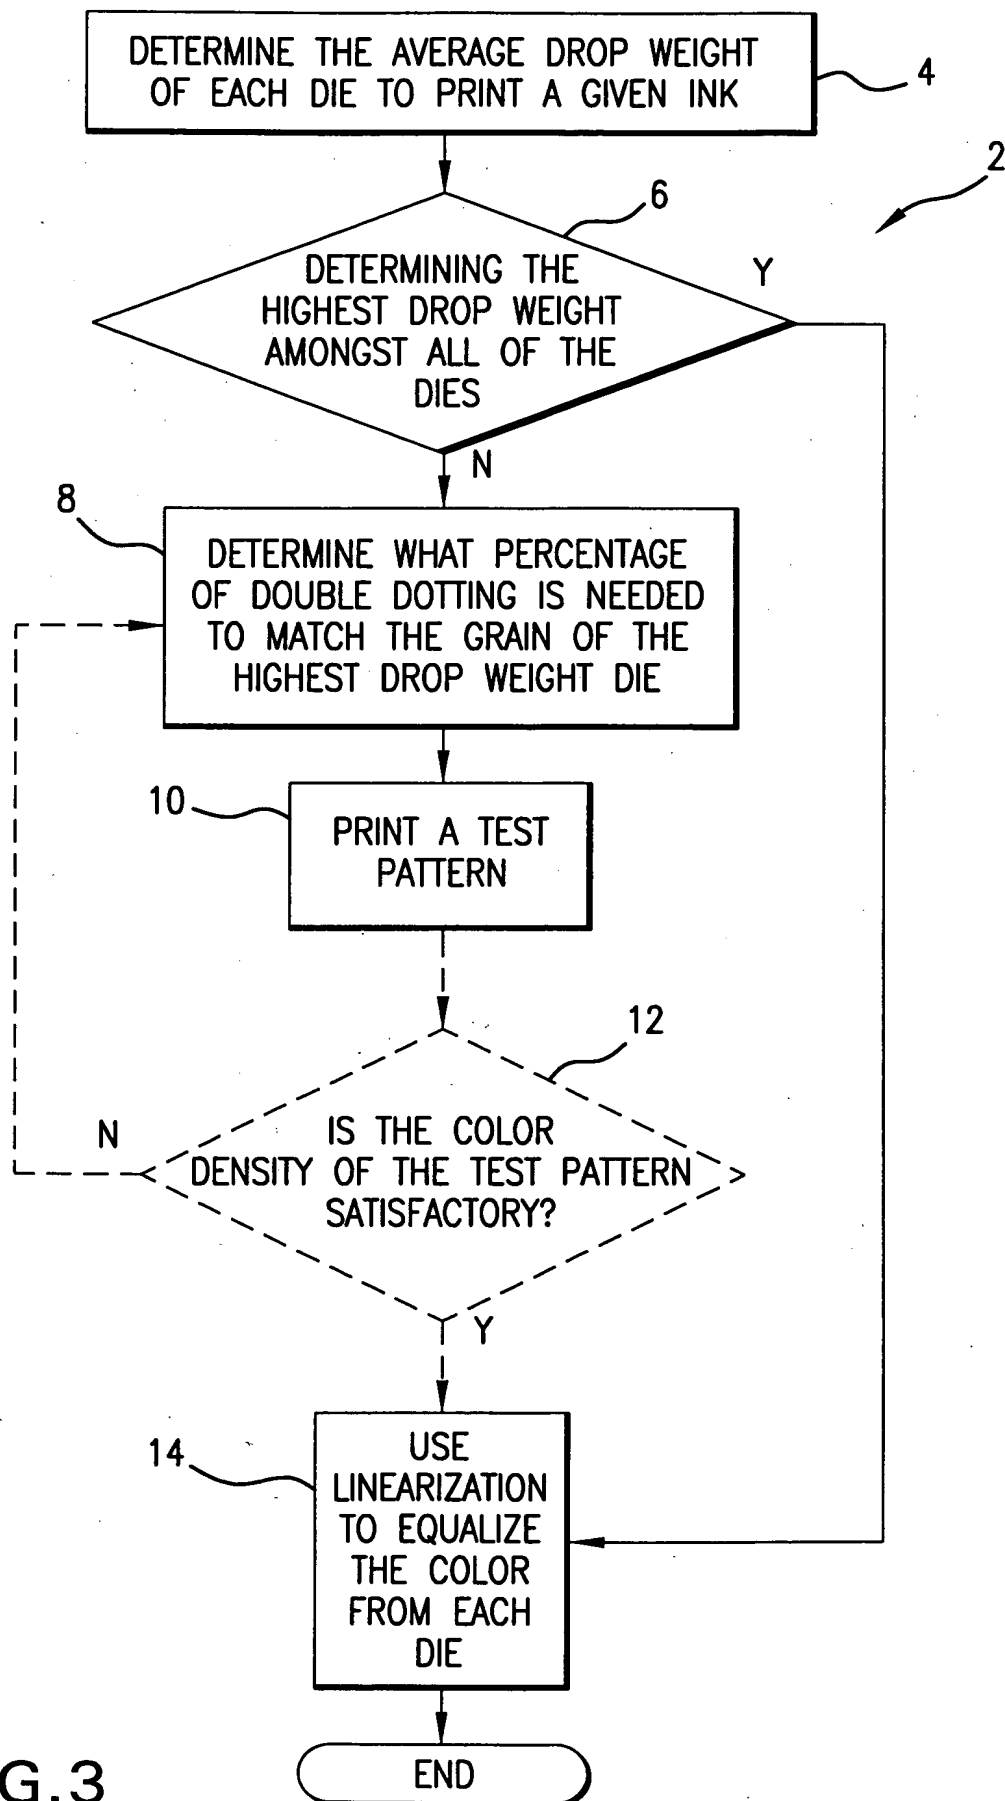 DETERMINE THE AVERAGE DROP WEIGHT
OF EACH DIE TO PRINT A GIVEN INK
4
2
6
DETERMINING THE
HIGHEST DROP WEIGHT
AMONGST ALL OF THE
DIES
Y
N
8
DETERMINE WHAT PERCENTAGE
OF DOUBLE DOTTING IS NEEDED
TO MATCH THE GRAIN OF THE
HIGHEST DROP WEIGHT DIE
10
PRINT A TEST
PATTERN
12
IS THE COLOR
DENSITY OF THE TEST PATTERN
SATISFACTORY?
N
Y
14
USE
LINEARIZATION
TO EQUALIZE
THE COLOR
FROM EACH
DIE
END
G.3